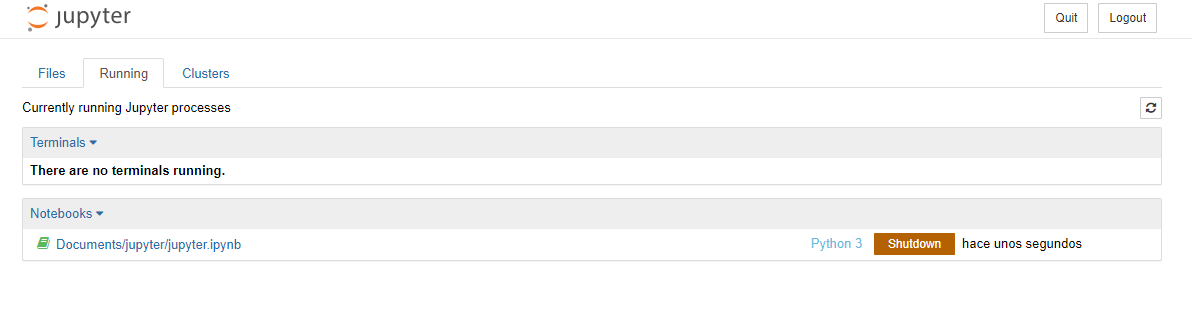 jupyter
Quit
Logout
Files
Running
Clusters
Currently running Jupyter processes
Terminals
There are no terminals running.
Notebooks
Documents/jupyter/jupyter.ipynb
Python 3
Shutdown
hace unos segundos